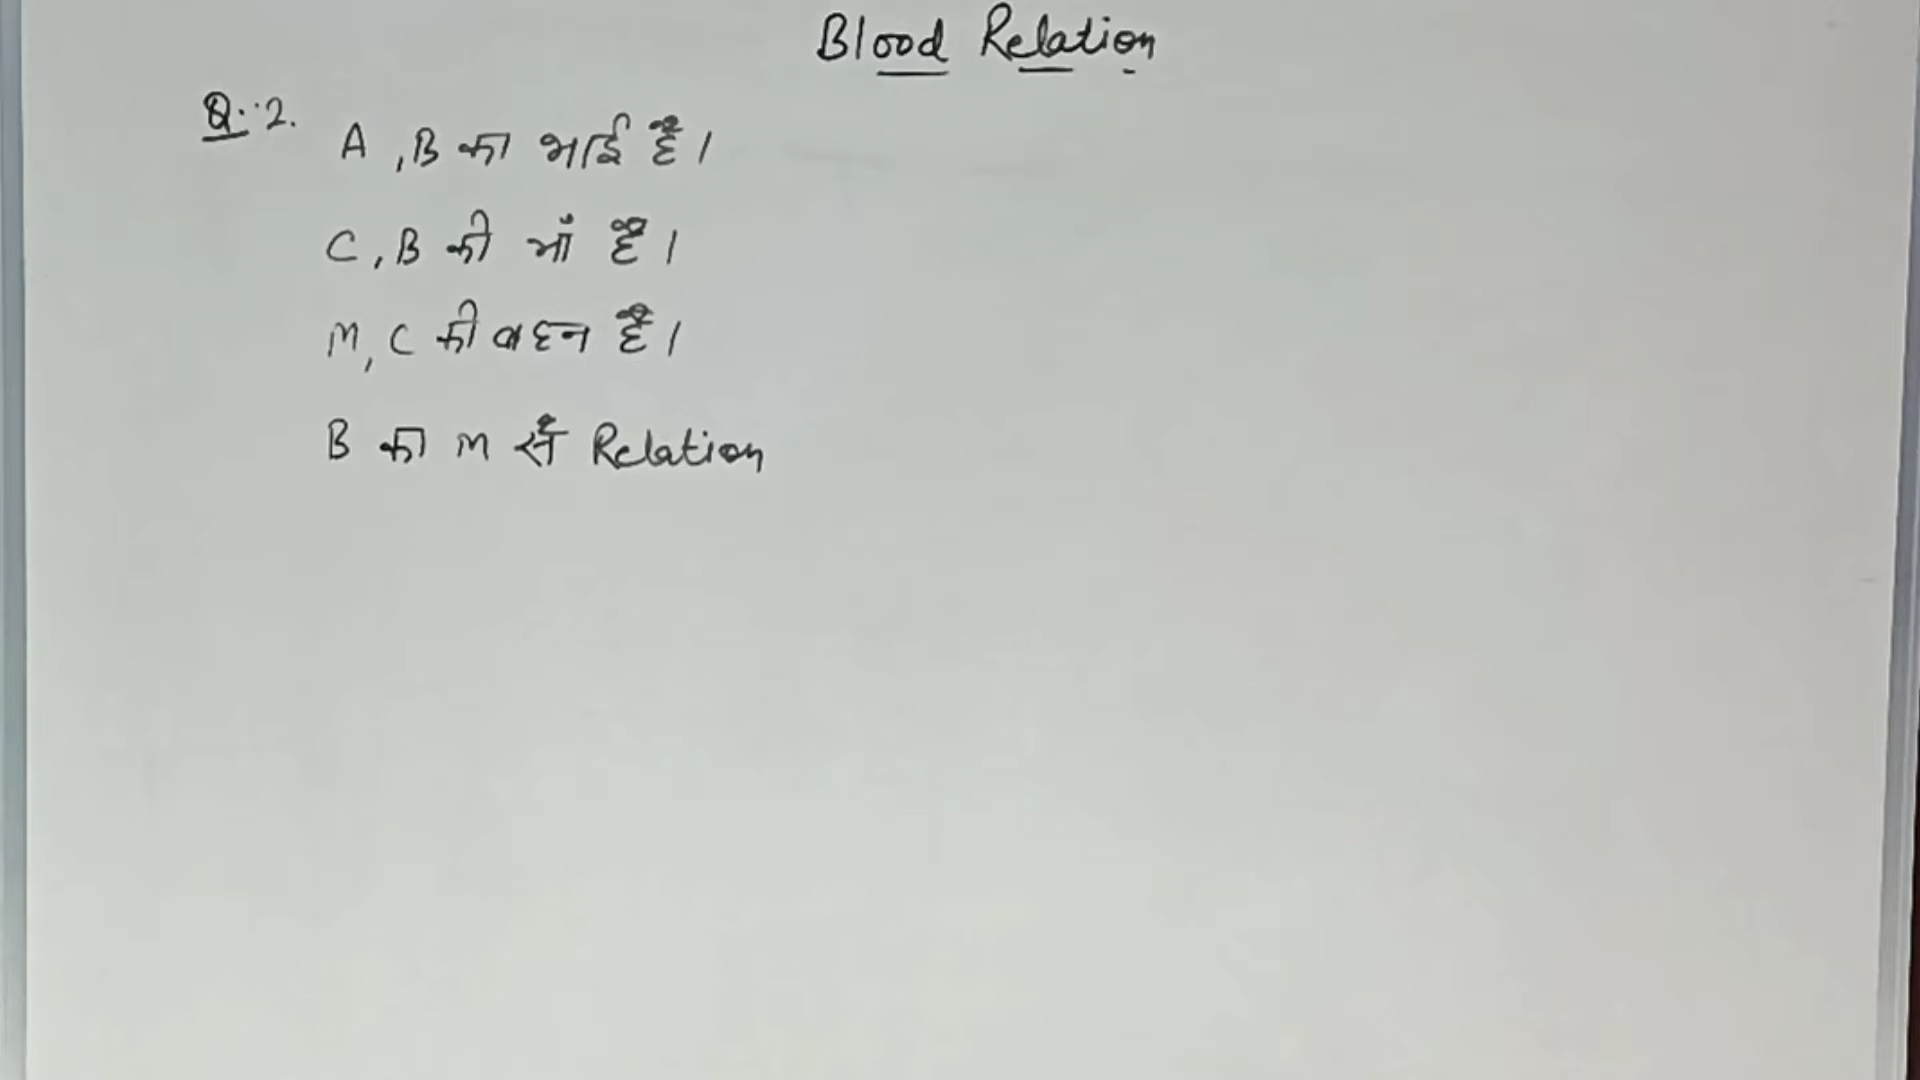 Blood Relation
Q.:2.
A, B का भाई है।
C, B की माँ है।
M, C की बहन है।
B का M से Relation